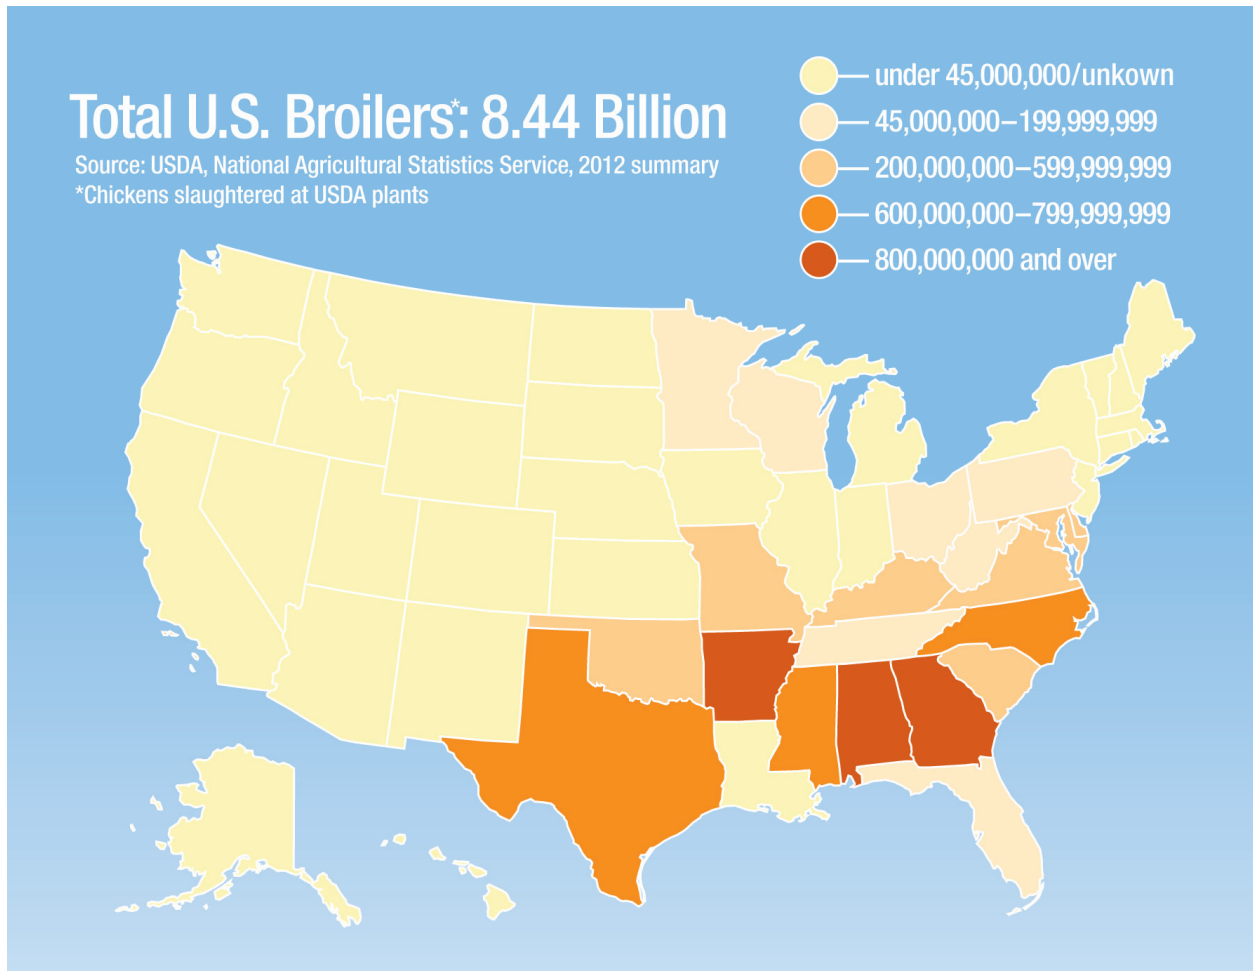 Total U.S. Broilers*: 8.44 Billion
Source: USDA, National Agricultural Statistics Service, 2012 summary
*Chickens slaughtered at USDA plants
under 45,000,000/unkown
45,000,000–199,999,999
200,000,000–599,999,999
600,000,000–799,999,999
800,000,000 and over